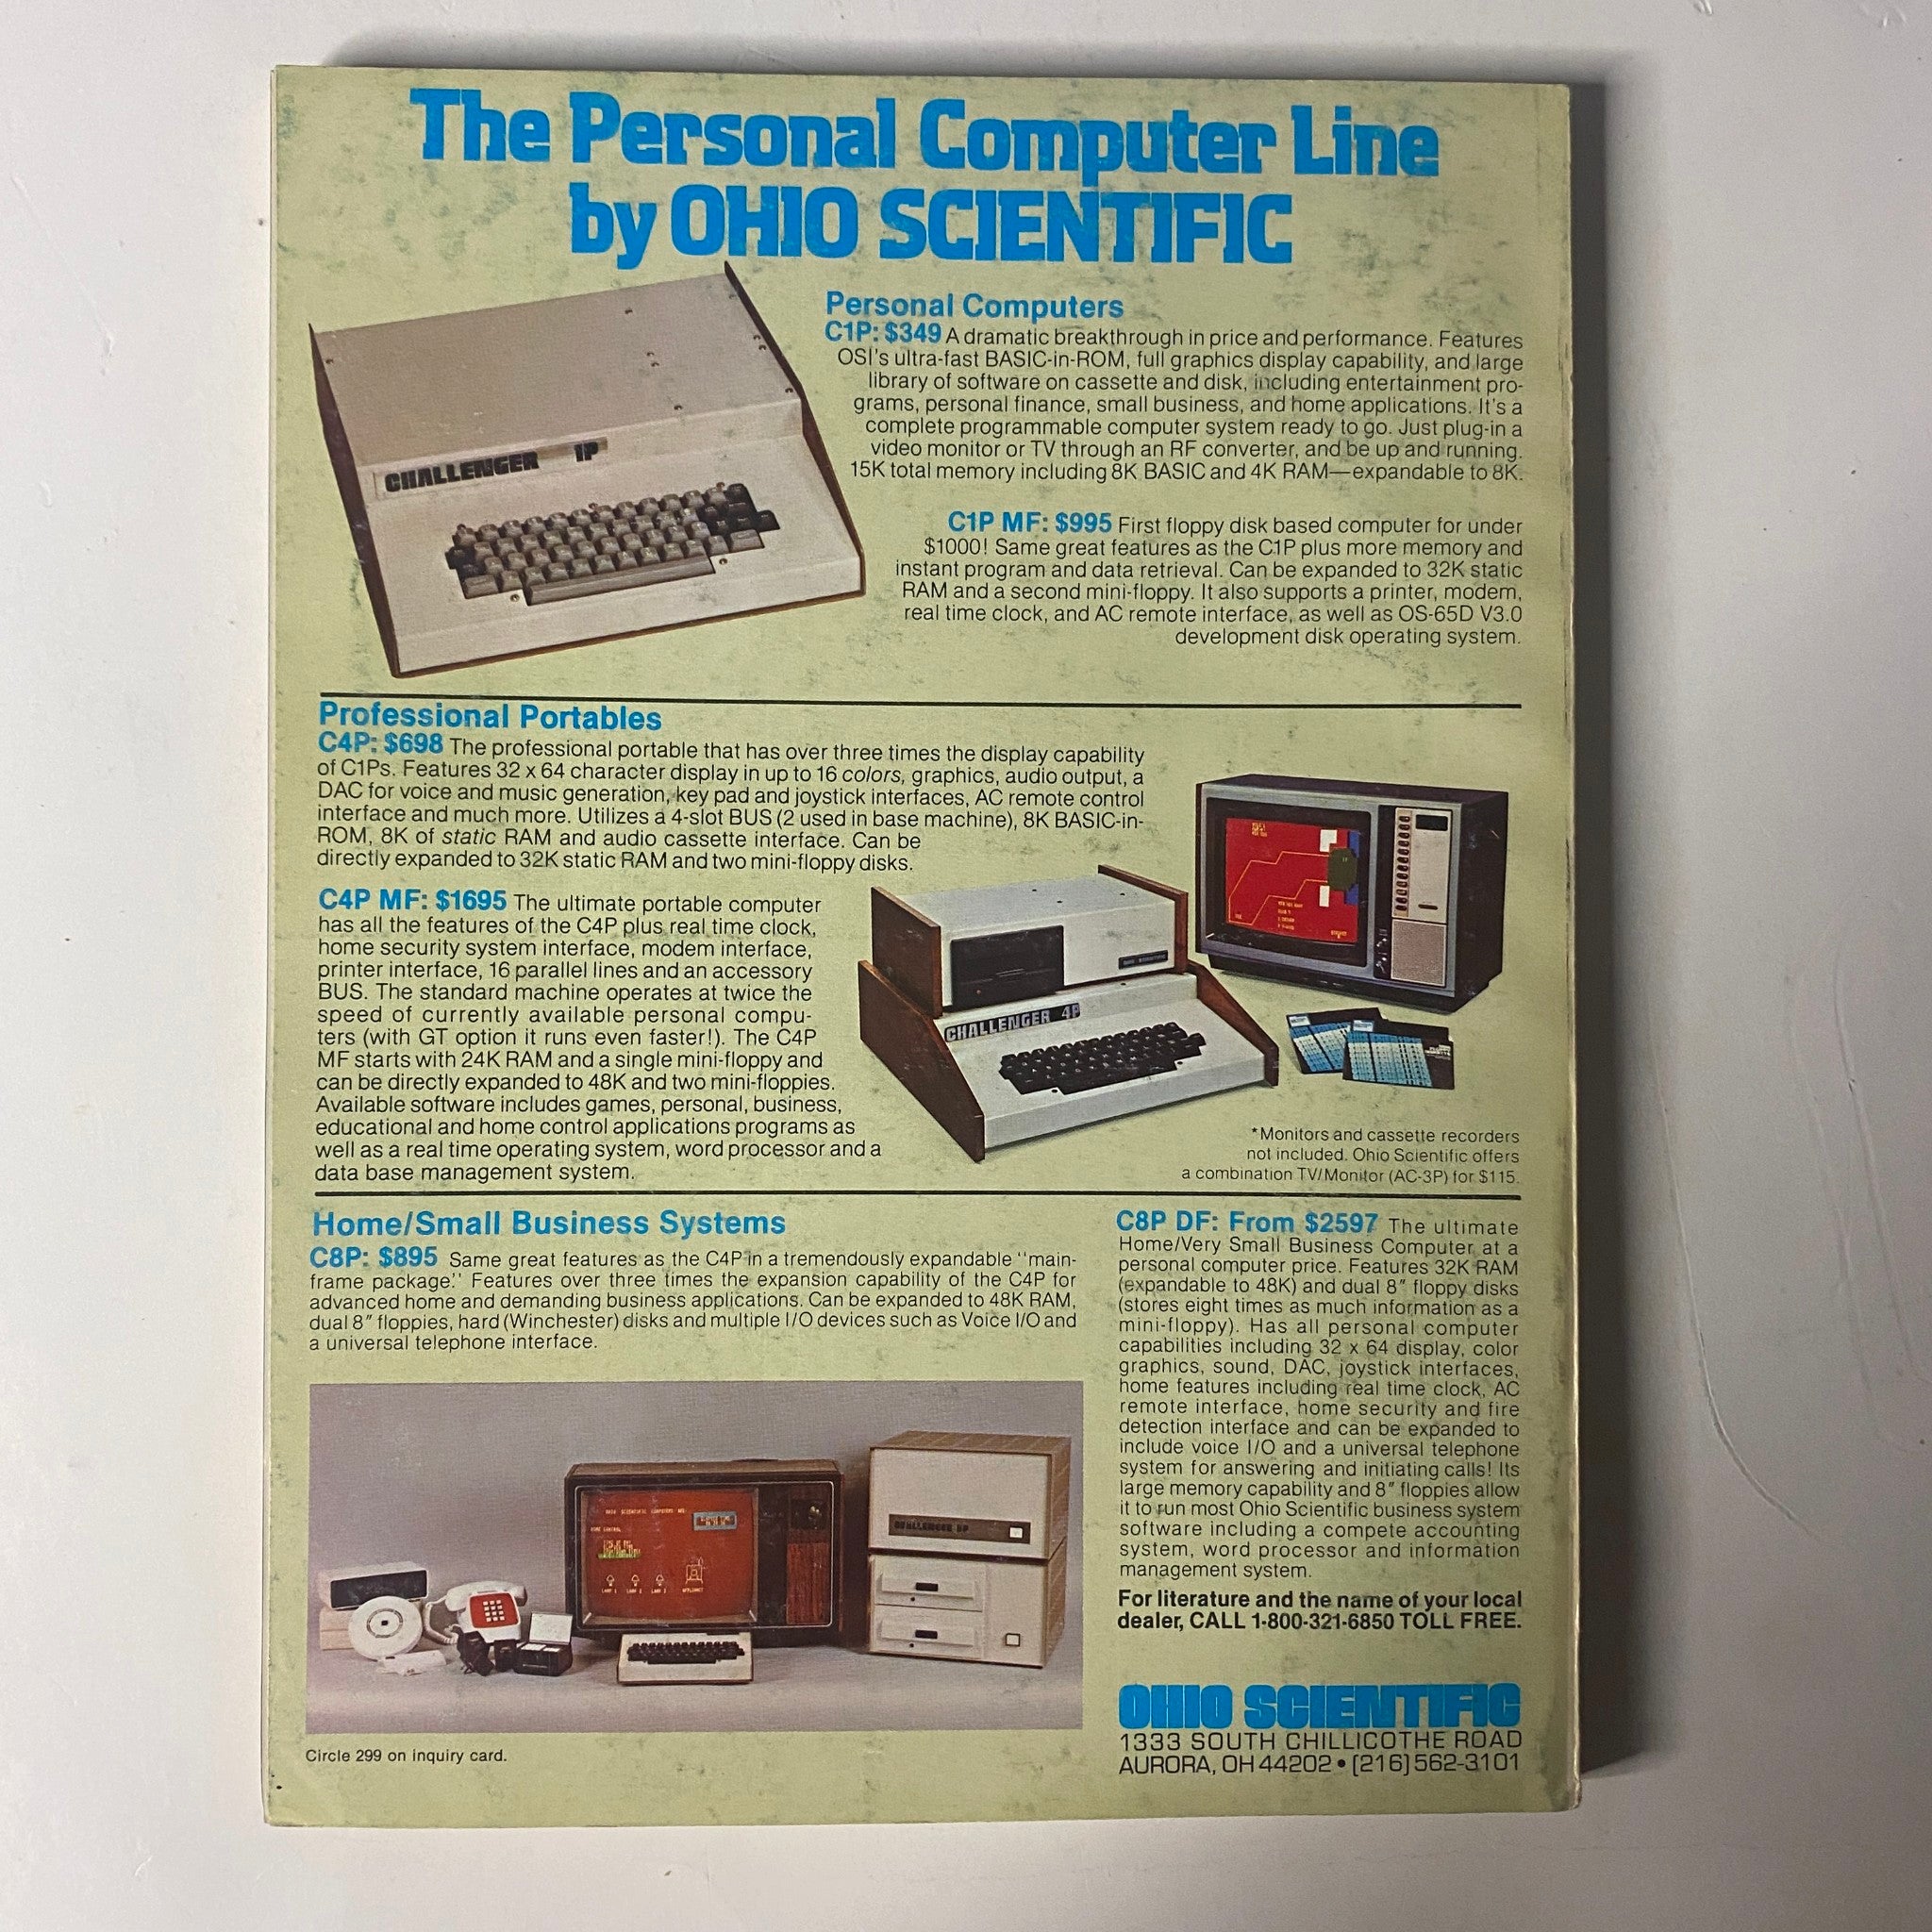 The Personal Computer Line
by OHIO SCIENTIFIC
CHALLENGER 1P
Personal Computers
C1P: $349 A dramatic breakthrough in price and performance. Features
OSI's ultra-fast BASIC-in-ROM, full graphics display capability, and large
library of software on cassette and disk, including entertainment pro-
grams, personal finance, small business, and home applications. It's a
complete programmable computer system ready to go. Just plug-in a
video monitor or TV through an RF converter, and be up and running.
15K total memory including 8K BASIC and 4K RAM—expandable to 8K.
C1P MF: $995 First floppy disk based computer for under
$1000! Same great features as the C1P plus more memory and
instant program and data retrieval. Can be expanded to 32K static
RAM and a second mini-floppy. It also supports a printer, modem,
real time clock, and AC remote interface, as well as OS-65D V3.0
development disk operating system.
Professional Portables
C4P: $698 The professional portable that has over three times the display capability
of C1Ps. Features 32 x 64 character display in up to 16 colors, graphics, audio output, a
DAC for voice and music generation, key pad and joystick interfaces, AC remote control
interface and much more. Utilizes a 4-slot BUS (2 used in base machine), 8K BASIC-in-
ROM, 8K of static RAM and audio cassette interface. Can be
directly expanded to 32K static RAM and two mini-floppy disks.
C4P MF: $1695 The ultimate portable computer
has all the features of the C4P plus real time clock,
home security system interface, modem interface,
printer interface, 16 parallel lines and an accessory
BUS. The standard machine operates at twice the
speed of currently available personal compu-
ters (with GT option it runs even faster!). The C4P
MF starts with 24K RAM and a single mini-floppy and
can be directly expanded to 48K and two mini-floppies.
Available software includes games, personal, business,
educational and home control applications programs as
well as a real time operating system, word processor and a
data base management system.
OHIO SCIENTIFIC
CHALLENGER 4P
*Monitors and cassette recorders
not included. Ohio Scientific offers
a combination TV/Monitor (AC-3P) for $115.
Home/Small Business Systems
C8P: $895 Same great features as the C4P in a tremendously expandable "main-
frame package." Features over three times the expansion capability of the C4P for
advanced home and demanding business applications. Can be expanded to 48K RAM,
dual 8" floppies, hard (Winchester) disks and multiple I/O devices such as Voice I/O and
a universal telephone interface.
OHIO SCIENTIFIC COMPUTERS
HOME CONTROL
LAMP 1 LAMP 2 LAMP 3
CHALLENGER 8P
Circle 299 on inquiry card.
C8P DF: From $2597 The ultimate
Home/Very Small Business Computer at a
personal computer price. Features 32K RAM
(expandable to 48K) and dual 8" floppy disks
(stores eight times as much information as a
mini-floppy). Has all personal computer
capabilities including 32 x 64 display, color
graphics, sound, DAC, joystick interfaces,
home features including real time clock, AC
remote interface, home security and fire
detection interface and can be expanded to
include voice I/O and a universal telephone
system for answering and initiating calls! Its
large memory capability and 8" floppies allow
it to run most Ohio Scientific business system
software including a compete accounting
system, word processor and information
management system.
For literature and the name of your local
dealer, CALL 1-800-321-6850 TOLL FREE.
OHIO SCIENTIFIC
1333 SOUTH CHILLICOTHE ROAD
AURORA, OH 44202 • [216] 562-3101